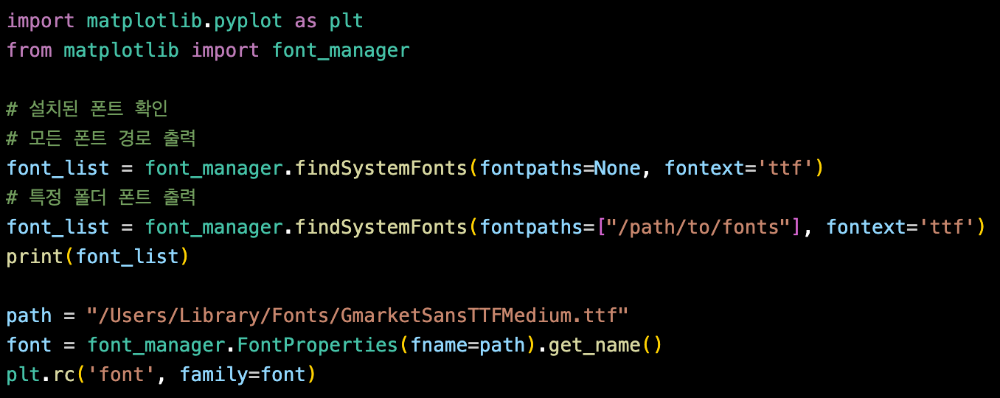 import matplotlib.pyplot as plt
from matplotlib import font_manager
# 설치된 폰트 확인
# 모든 폰트 경로 출력
font_list = font_manager.findSystemFonts(fontpaths=None, fontext='ttf')
# 특정 폴더 폰트 출력
font_list = font_manager.findSystemFonts(fontpaths=["/path/to/fonts"], fontext='ttf')
print(font_list)
path = "/Users/Library/Fonts/GmarketSansTTFMedium.ttf"
font = font_manager.FontProperties(fname=path).get_name()
plt.rc('font', family=font)